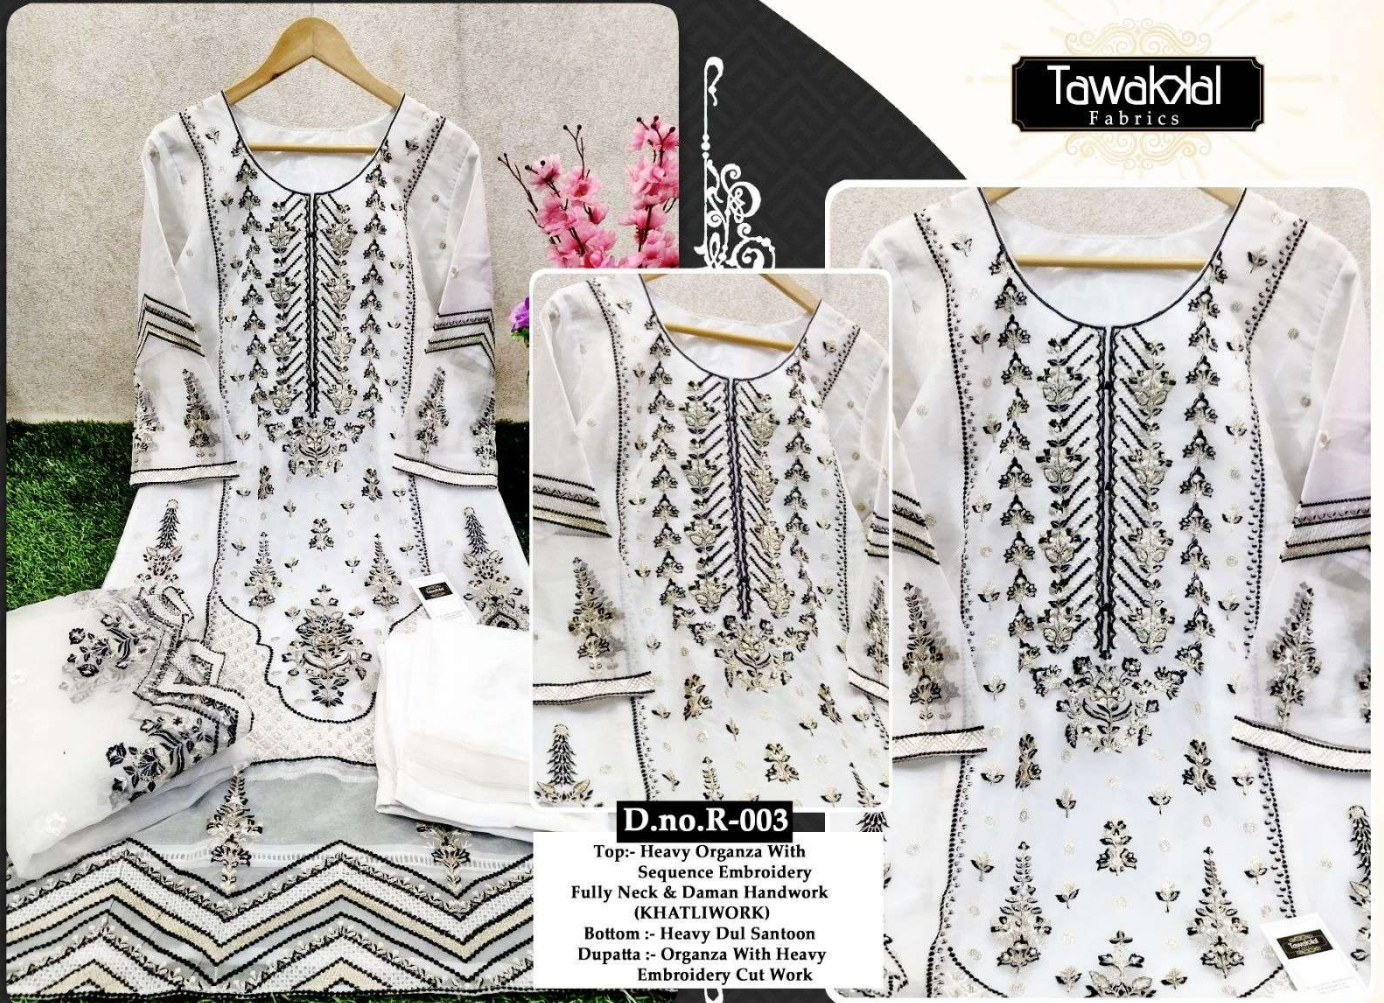 Tawakkal
Fabrics
D.no.R-003
Top:- Heavy Organza With
Sequence Embroidery
Fully Neck & Daman Handwork
(KHATLIWORK)
Bottom :- Heavy Dul Santoon
Dupatta :- Organza With Heavy
Embroidery Cut Work
Tawakkal